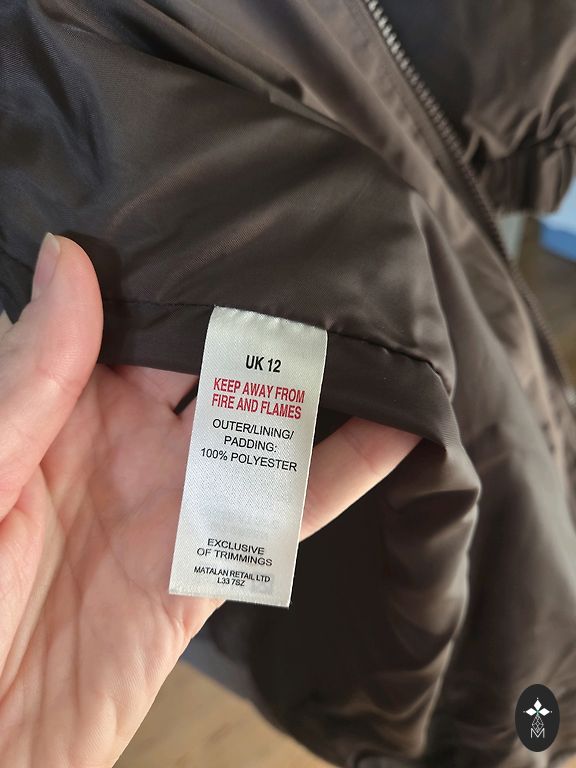 UK 12
KEEP AWAY FROM
FIRE AND FLAMES
OUTER/LINING/
PADDING:
100% POLYESTER
EXCLUSIVE
OF TRIMMINGS
MATALAN RETAIL LTD
L33 7SZ
M